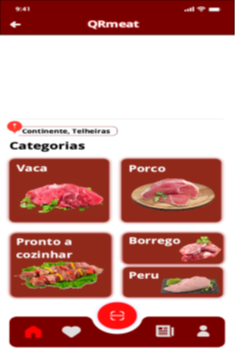 9:41
QRmeat
Continente, Telheiras
Categorias
Vaca
Porco
Pronto a
cozinhar
Borrego
Peru